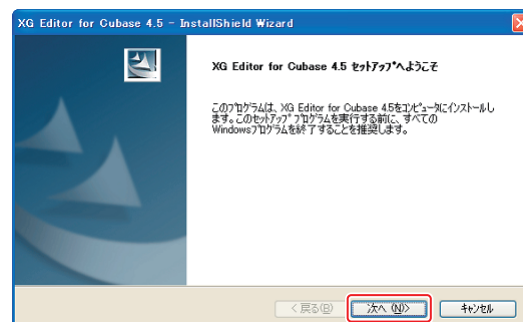 XG Editor for Cubase 4.5 - InstallShield Wizard
XG Editor for Cubase 4.5 ｾｯﾄｱｯﾌﾟへようこそ
このﾌﾟﾛｸﾞﾗﾑは、XG Editor for Cubase 4.5をｺﾝﾋﾟｭｰﾀにインストールし
ます。このｾｯﾄｱｯﾌﾟ ﾌﾟﾛｸﾞﾗﾑを実行する前に、すべての
Windowsﾌﾟﾛｸﾞﾗﾑを終了することを推奨します。
< 戻る(B)
次へ (N)>
ｷｬﾝｾﾙ